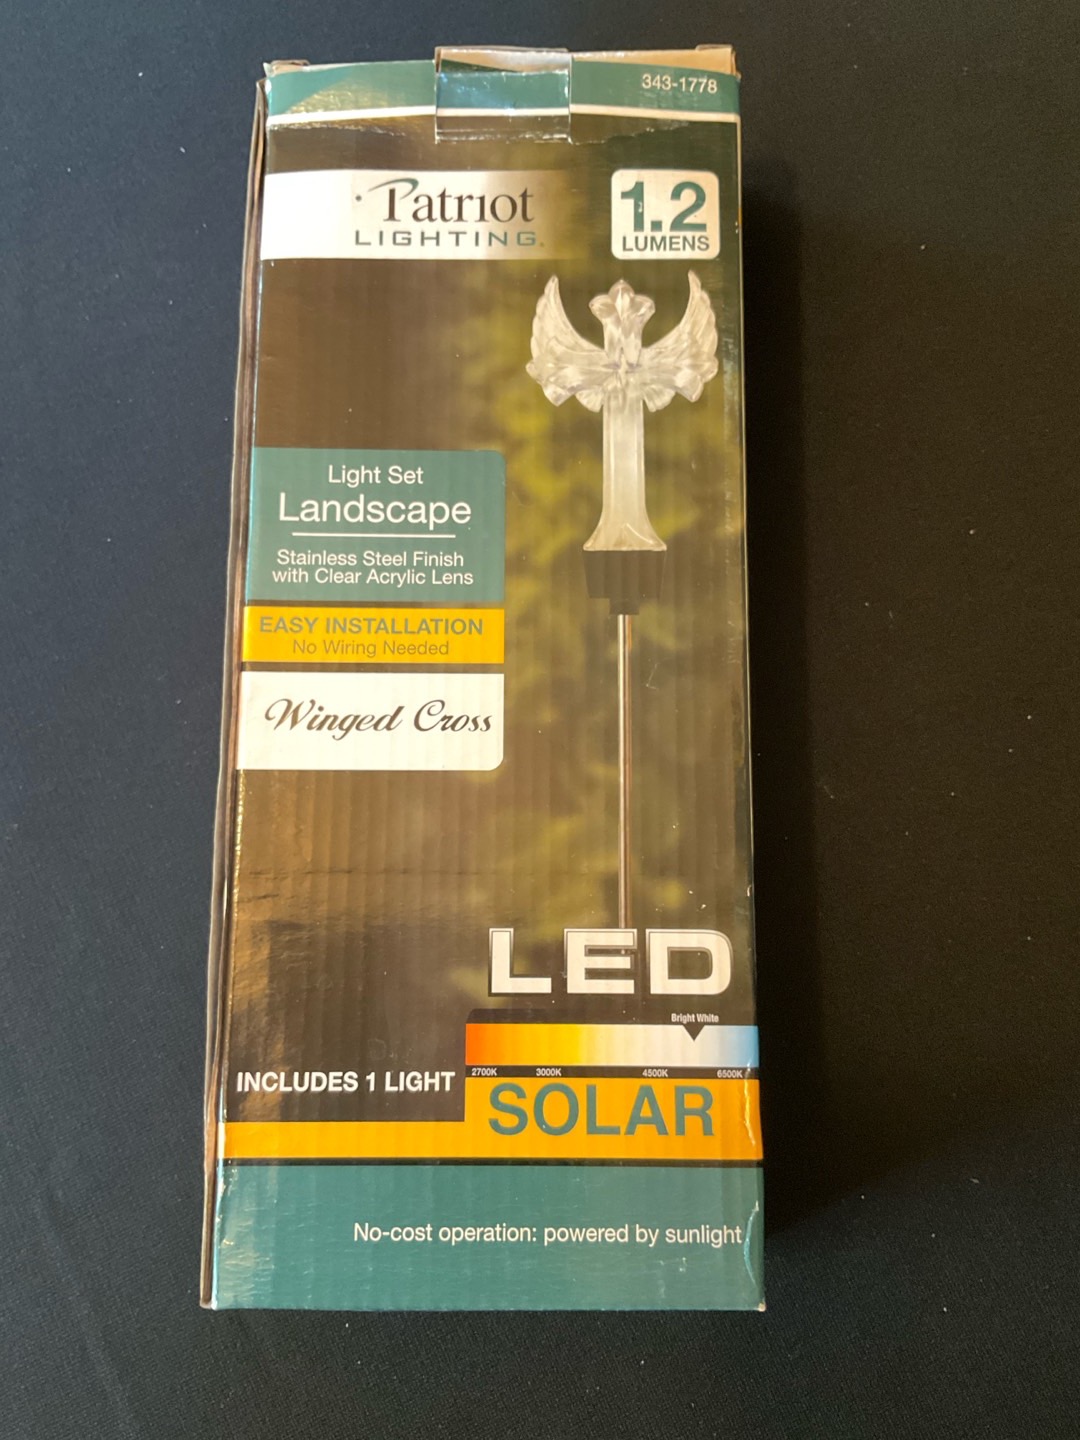 343-1778
Patriot
LIGHTING.
1.2
LUMENS
Light Set
Landscape
Stainless Steel Finish
with Clear Acrylic Lens
EASY INSTALLATION
No Wiring Needed
Winged Cross
LED
Bright White
2700K 3000K 4500K 6500K
INCLUDES 1 LIGHT
SOLAR
No-cost operation: powered by sunlight